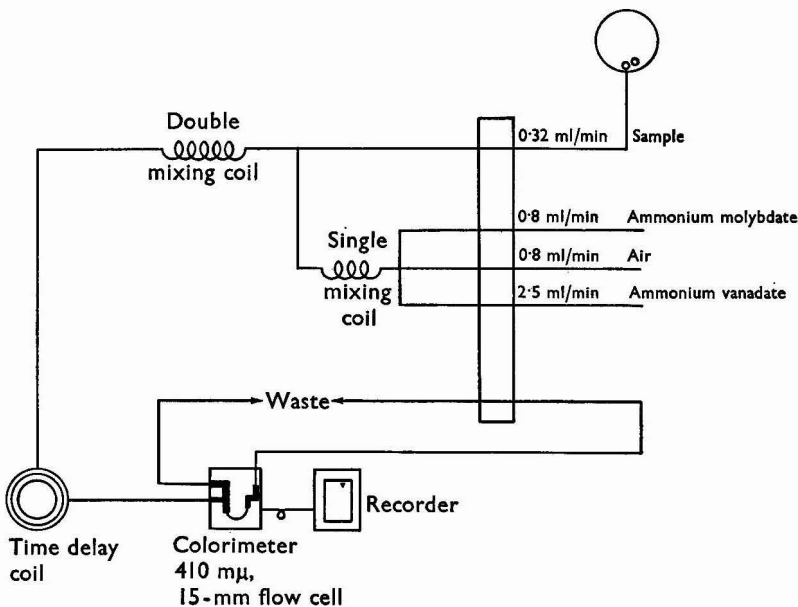 Double
mixing coil
0·32 ml/min Sample
0·8 ml/min Ammonium molybdate
Single
mixing
coil
0·8 ml/min Air
2·5 ml/min Ammonium vanadate
Waste
Recorder
Time delay
coil
Colorimeter
410 mμ,
15-mm flow cell